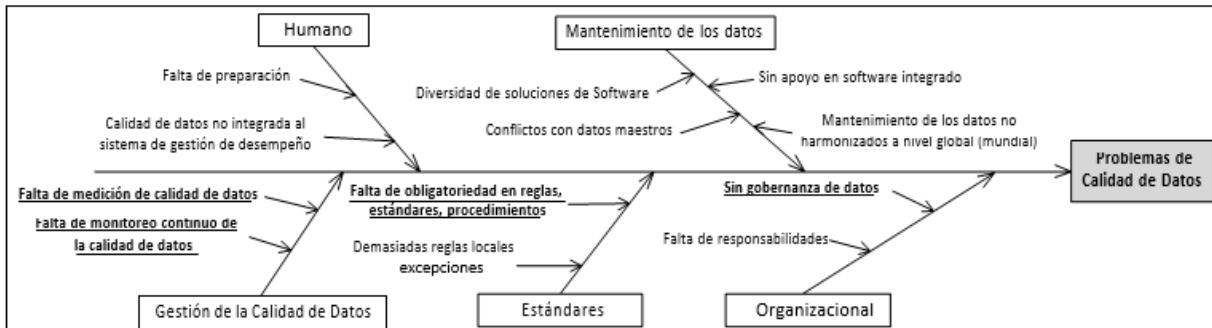 Humano
Mantenimiento de los datos
Falta de preparación
Calidad de datos no integrada al
sistema de gestión de desempeño
Diversidad de soluciones de Software
Sin apoyo en software integrado
Conflictos con datos maestros
Mantenimiento de los datos no
harmonizados a nivel global (mundial)
Problemas de
Calidad de Datos
Falta de medición de calidad de datos
Falta de monitoreo continuo de
la calidad de datos
Falta de obligatoriedad en reglas,
estándares, procedimientos
Demasiadas reglas locales
excepciones
Sin gobernanza de datos
Falta de responsabilidades
Gestión de la Calidad de Datos
Estándares
Organizacional